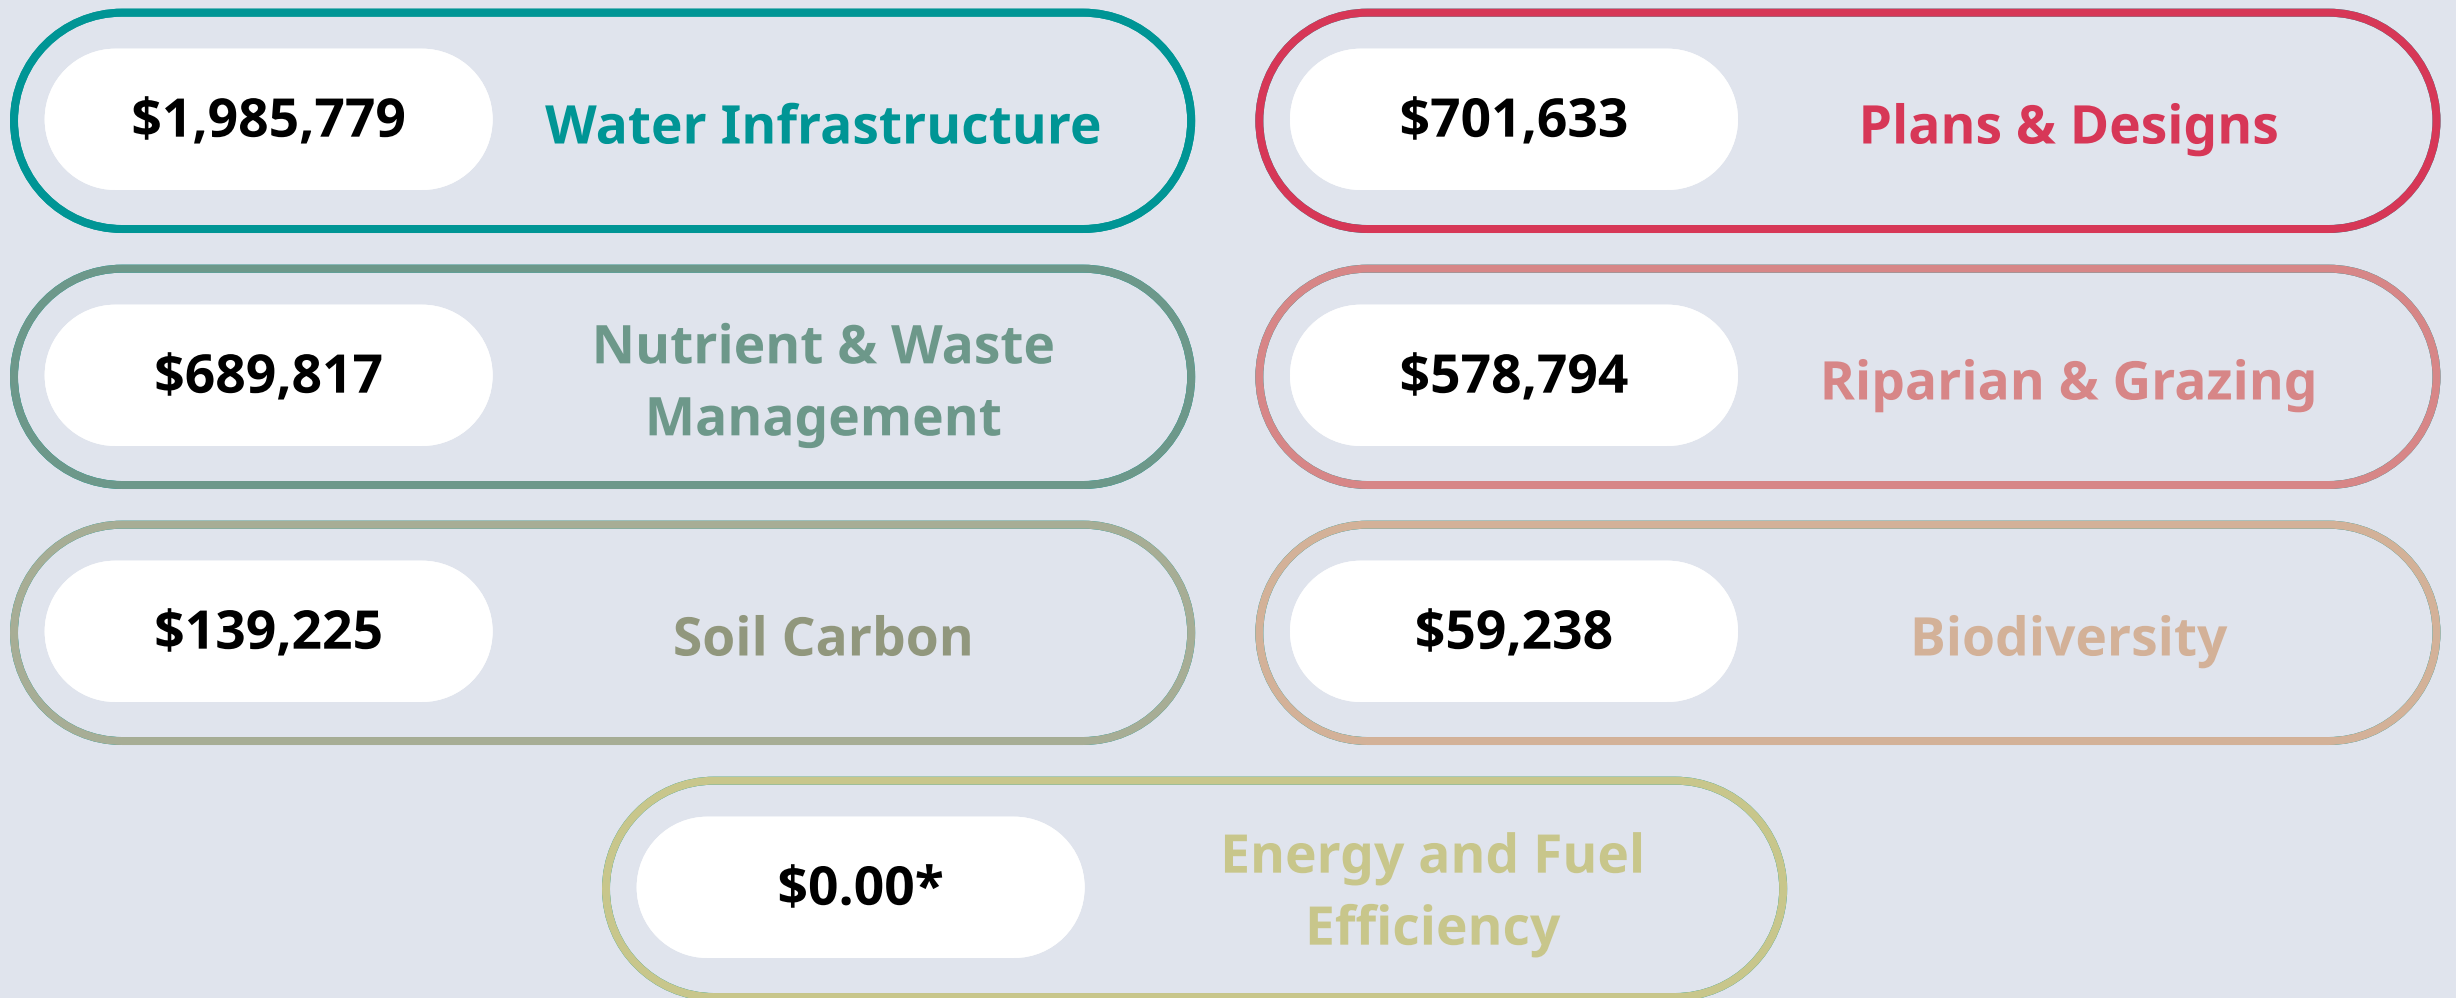 $1,985,779
Water Infrastructure
$701,633
Plans & Designs
$689,817
Nutrient & Waste
Management
$578,794
Riparian & Grazing
$139,225
Soil Carbon
$59,238
Biodiversity
$0.00*
Energy and Fuel
Efficiency